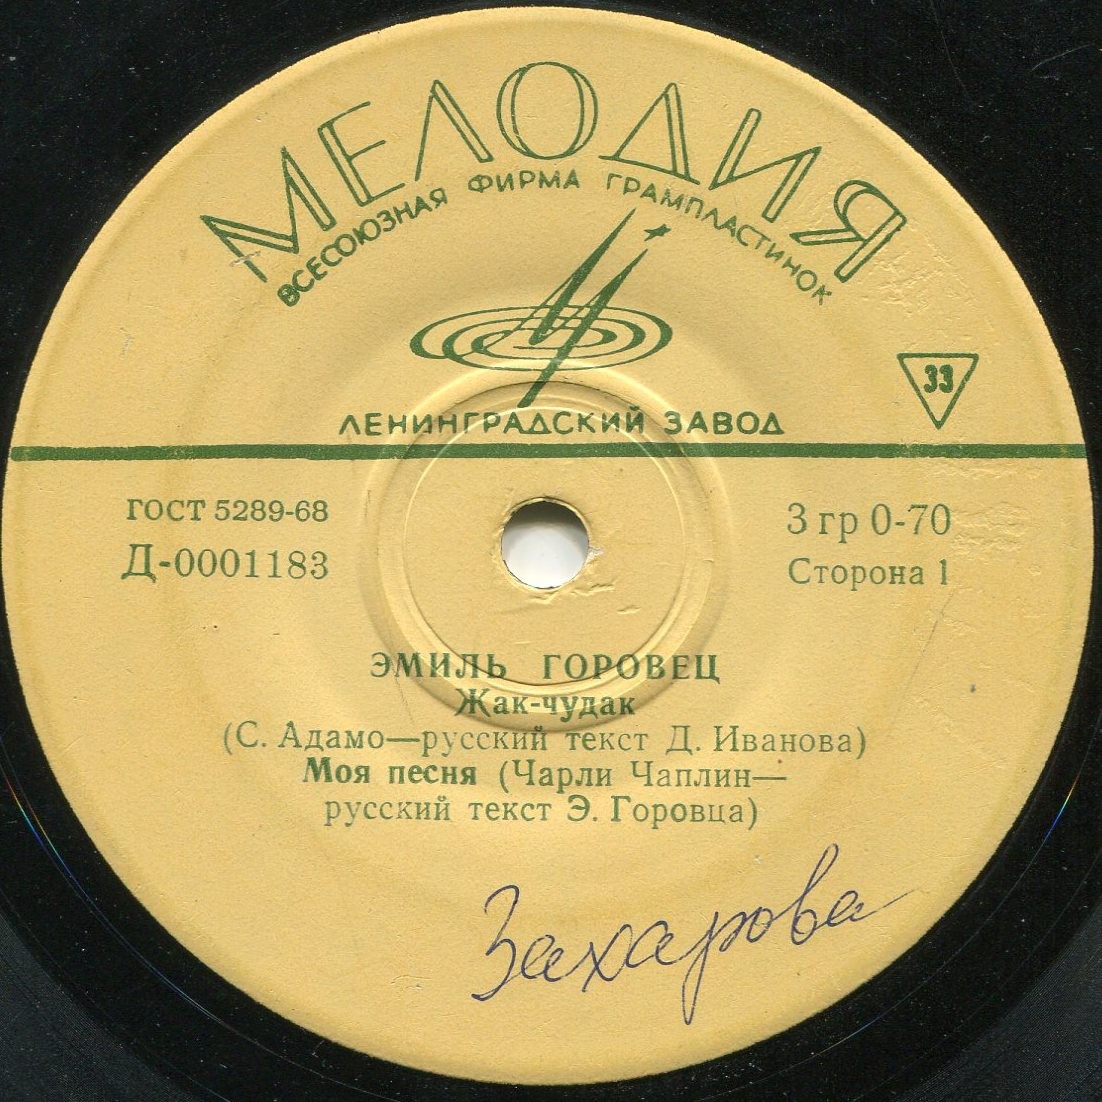 МЕЛОДИЯ
ВСЕСОЮЗНАЯ ФИРМА ГРАМПЛАСТИНОК
33
ЛЕНИНГРАДСКИЙ ЗАВОД
ГОСТ 5289-68
3 гр 0-70
Д-0001183
Сторона 1
ЭМИЛЬ ГОРОВЕЦ
Жак-чудак
(С. Адамо—русский текст Д. Иванова)
Моя песня (Чарли Чаплин—
русский текст Э. Горовца)
Захарова